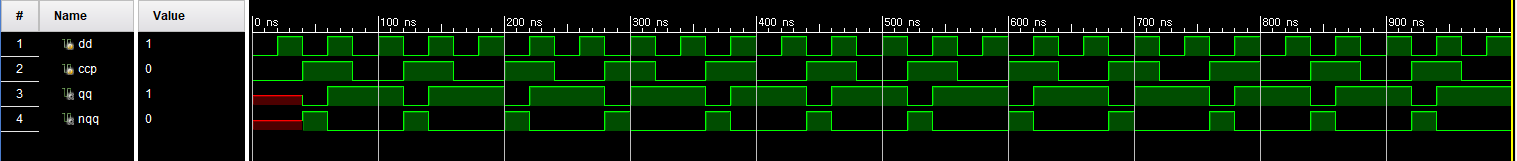 # Name Value 0 ns 100 ns 200 ns 300 ns 400 ns 500 ns 600 ns 700 ns 800 ns 900 ns
1 dd 1
2 ccp 0
3 qq 1
4 nqq 0